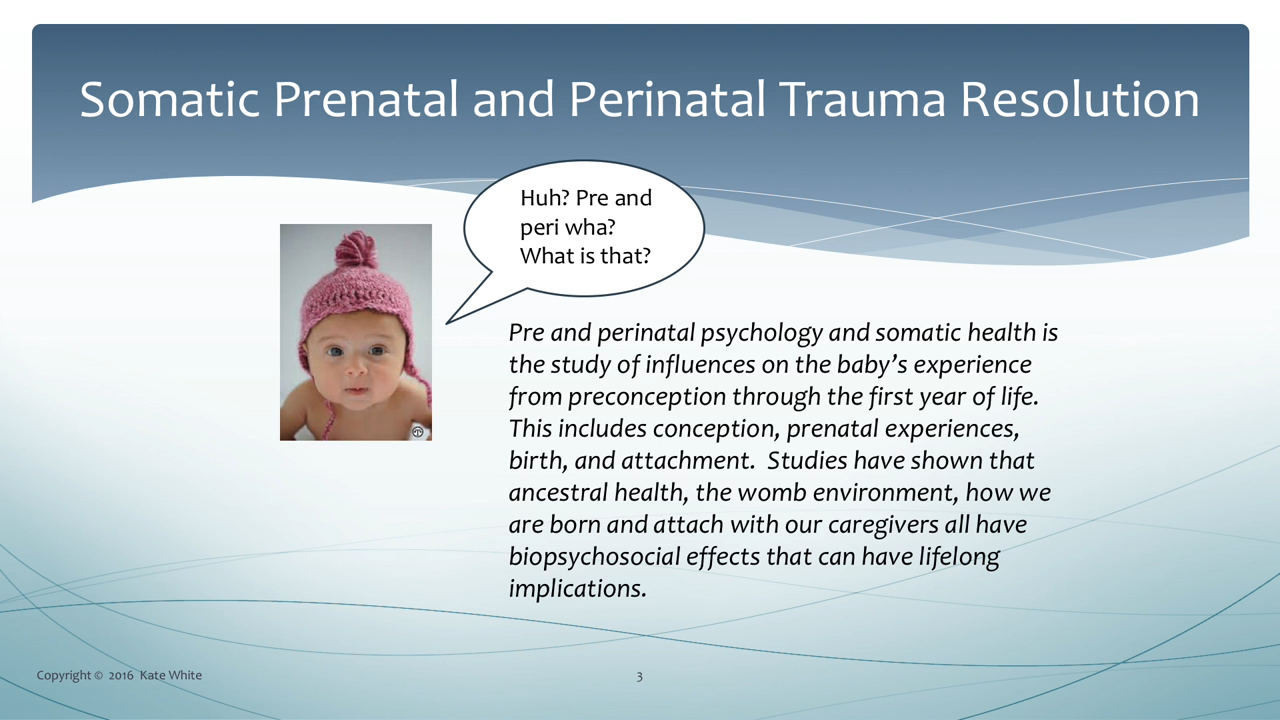 Somatic Prenatal and Perinatal Trauma Resolution
Huh? Pre and
peri wha?
What is that?
Pre and perinatal psychology and somatic health is
the study of influences on the baby’s experience
from preconception through the first year of life.
This includes conception, prenatal experiences,
birth, and attachment.  Studies have shown that
ancestral health, the womb environment, how we
are born and attach with our caregivers all have
biopsychosocial effects that can have lifelong
implications.
Copyright © 2016 Kate White
3